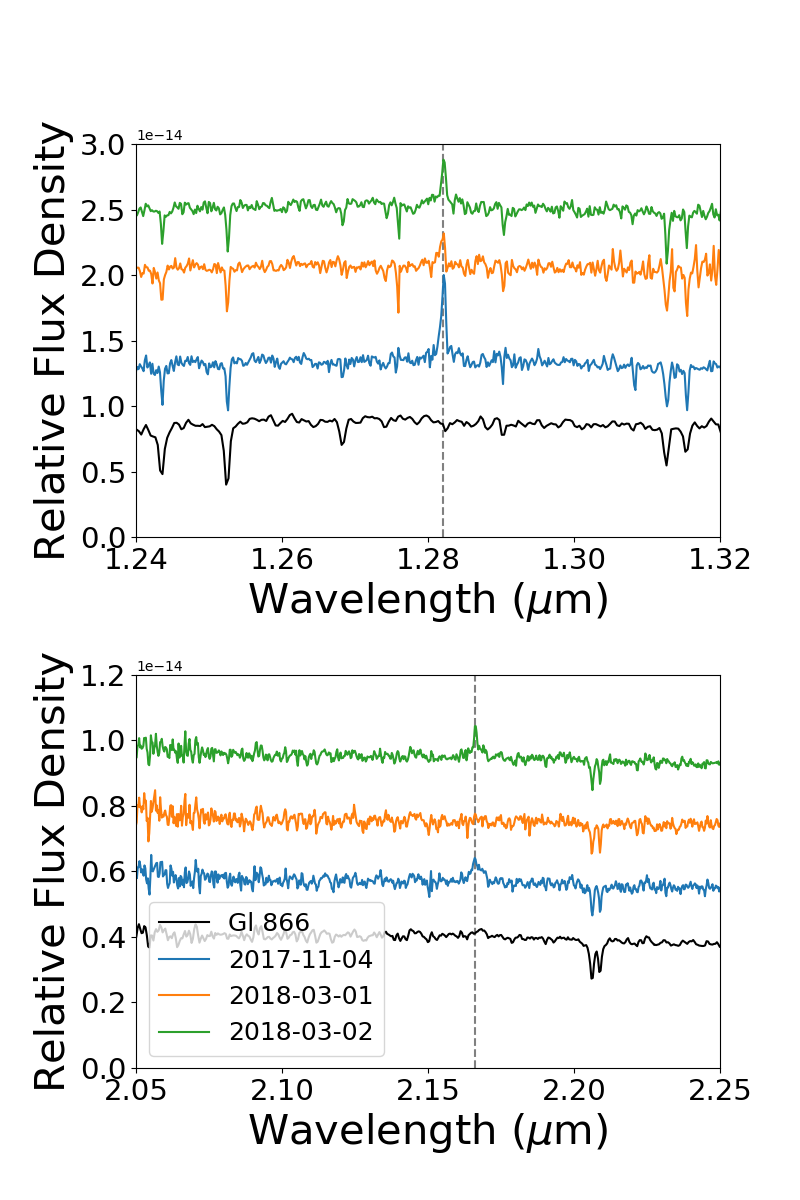 1e−14
3.0
2.5
2.0
1.5
1.0
0.5
0.0
Relative Flux Density
1.24 1.26 1.28 1.30 1.32
Wavelength (μm)
1e−14
1.2
1.0
0.8
0.6
0.4
0.2
0.0
Relative Flux Density
Gl 866
2017-11-04
2018-03-01
2018-03-02
2.05 2.10 2.15 2.20 2.25
Wavelength (μm)